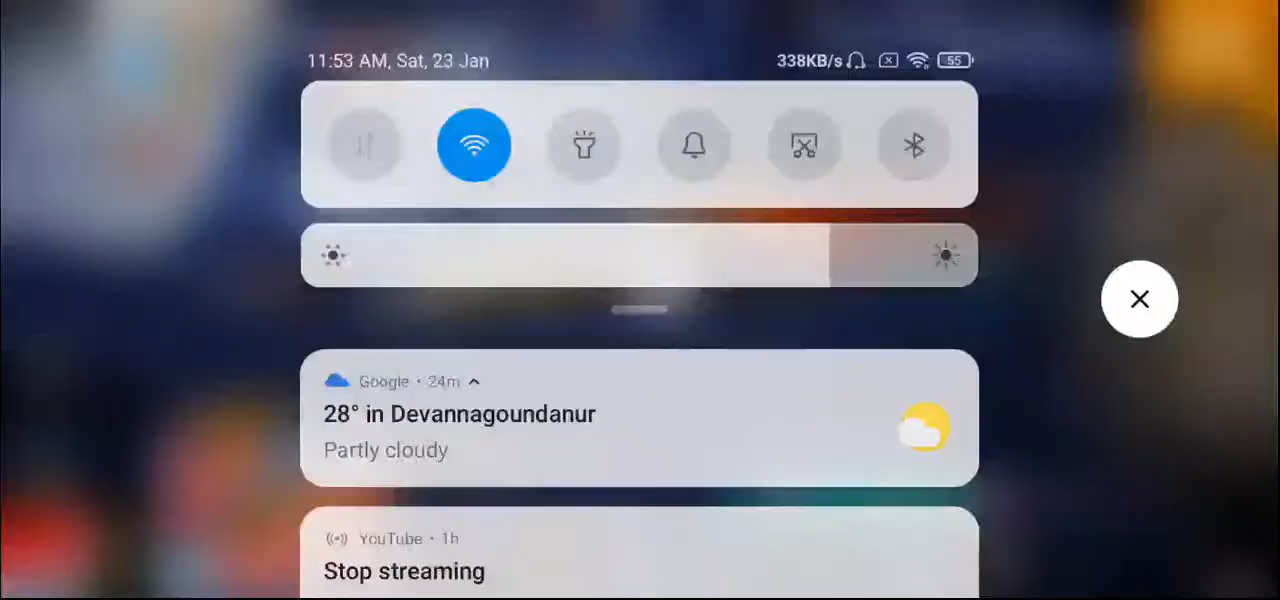 11:53 AM, Sat, 23 Jan
338KB/s 55
Google • 24m
28° in Devannagoundanur
Partly cloudy
YouTube • 1h
Stop streaming